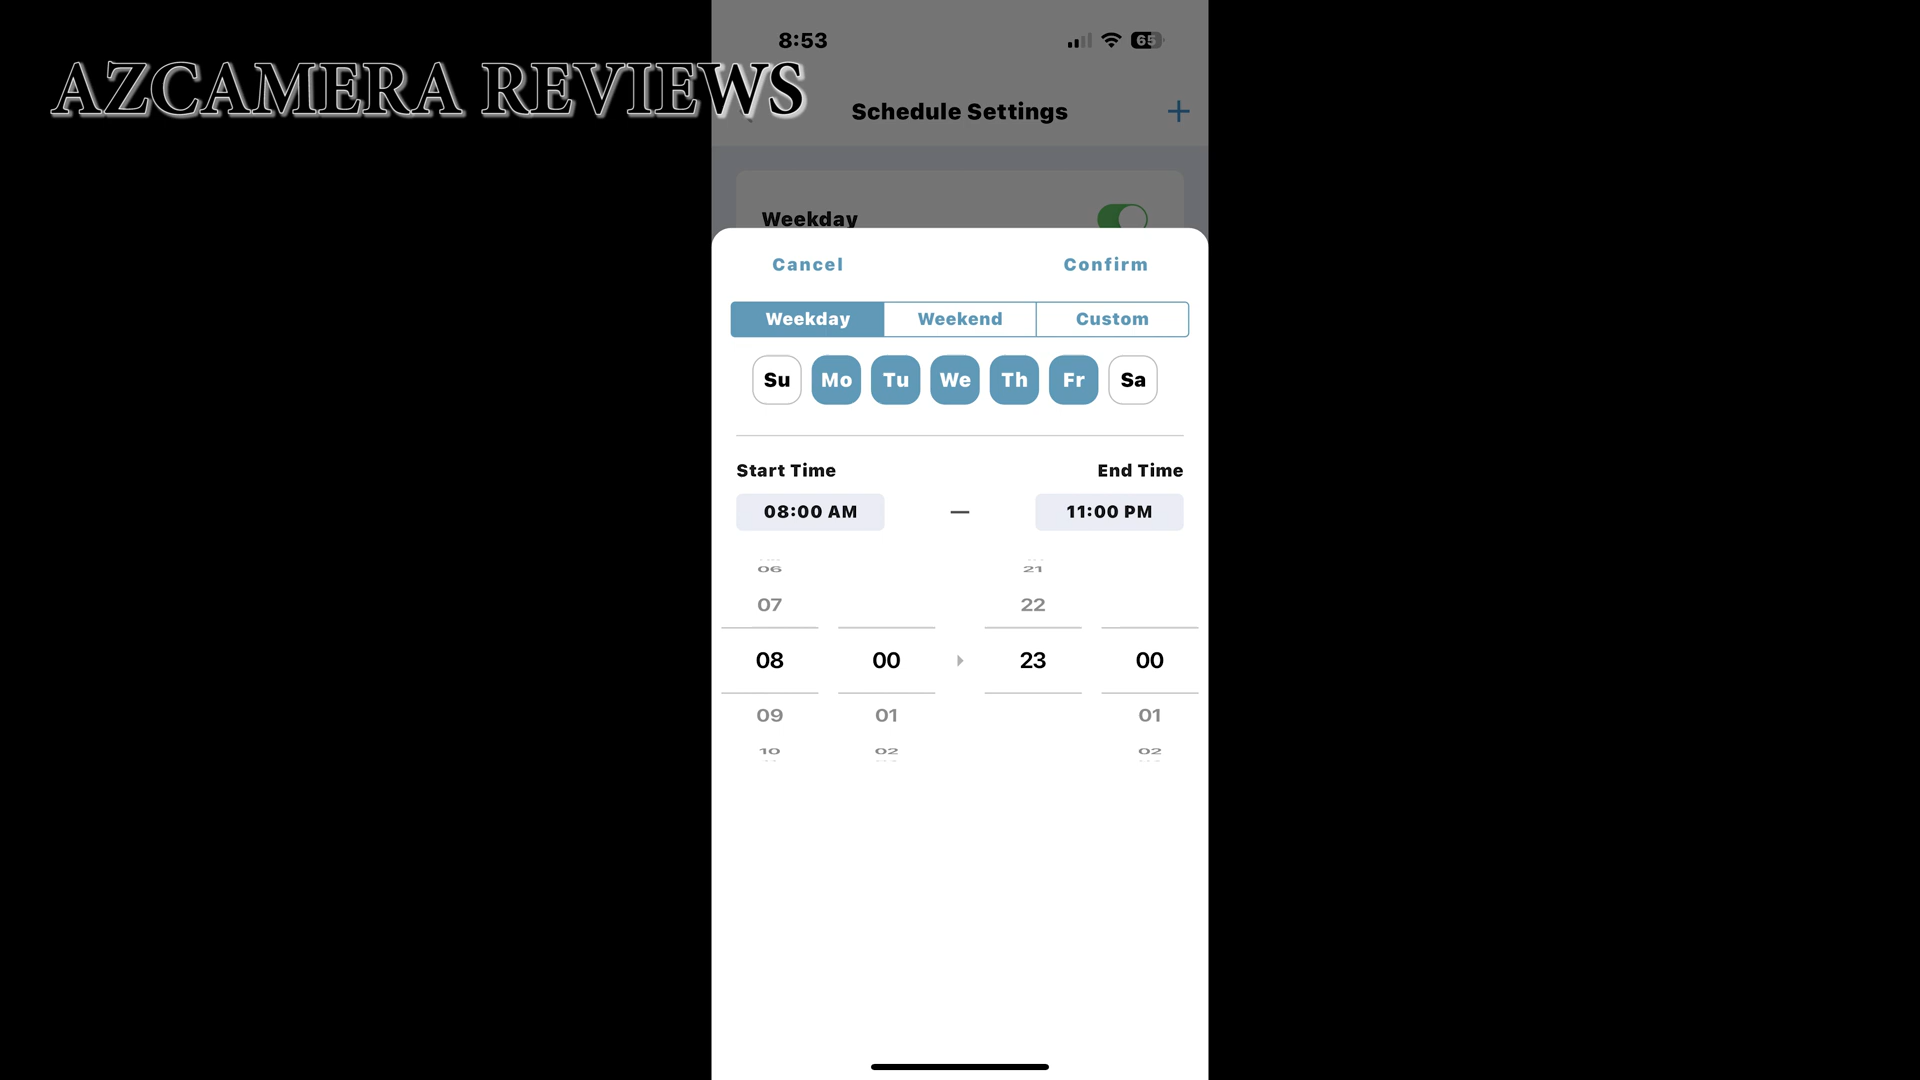 8:53
65
AZCAMERA REVIEWS
Schedule Settings +
Weekday
Cancel Confirm
Weekday Weekend Custom
Su Mo Tu We Th Fr Sa
Start Time End Time
08:00 AM — 11:00 PM
06 21
07 22
08 00 23 00
09 01 01
10 02 02